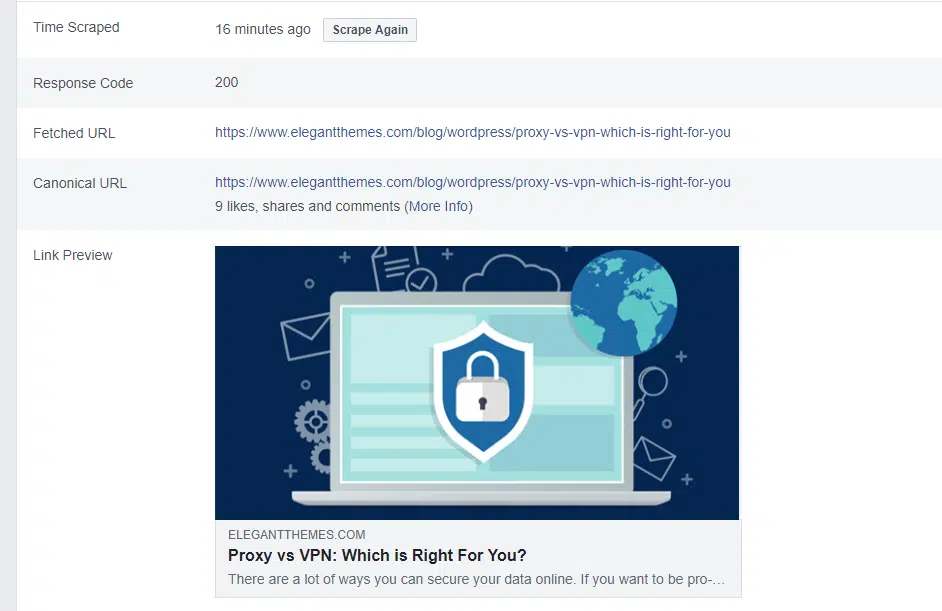 Time Scraped 16 minutes ago Scrape Again
Response Code 200
Fetched URL https://www.elegantthemes.com/blog/wordpress/proxy-vs-vpn-which-is-right-for-you
Canonical URL https://www.elegantthemes.com/blog/wordpress/proxy-vs-vpn-which-is-right-for-you
9 likes, shares and comments (More Info)
Link Preview
ELEGANTTHEMES.COM
Proxy vs VPN: Which is Right For You?
There are a lot of ways you can secure your data online. If you want to be pro-…